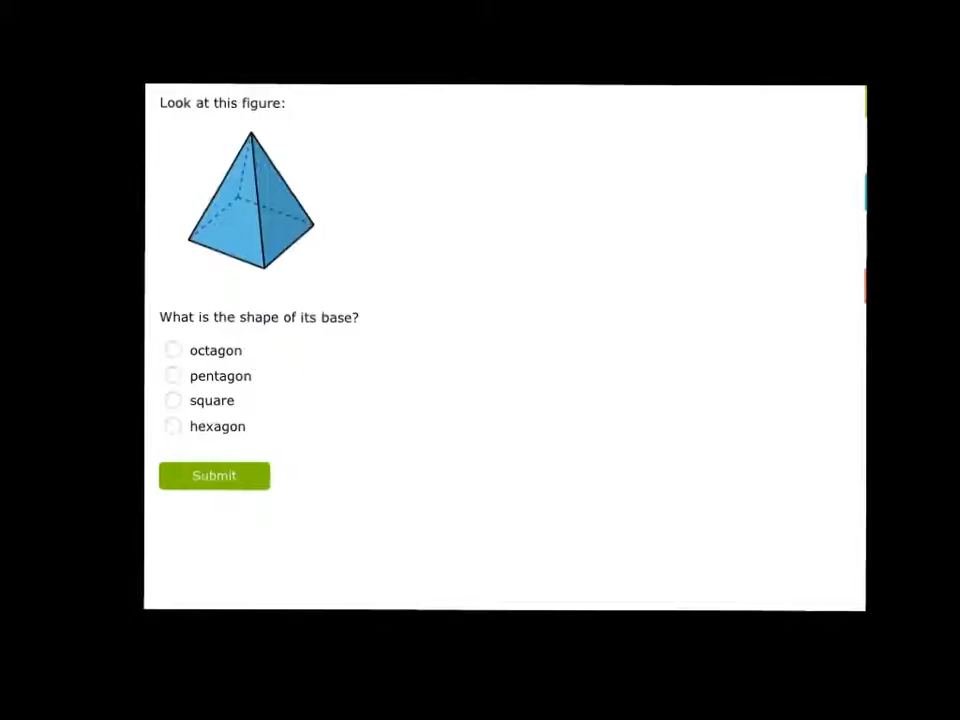 Look at this figure:
What is the shape of its base?
octagon
pentagon
square
hexagon
Submit